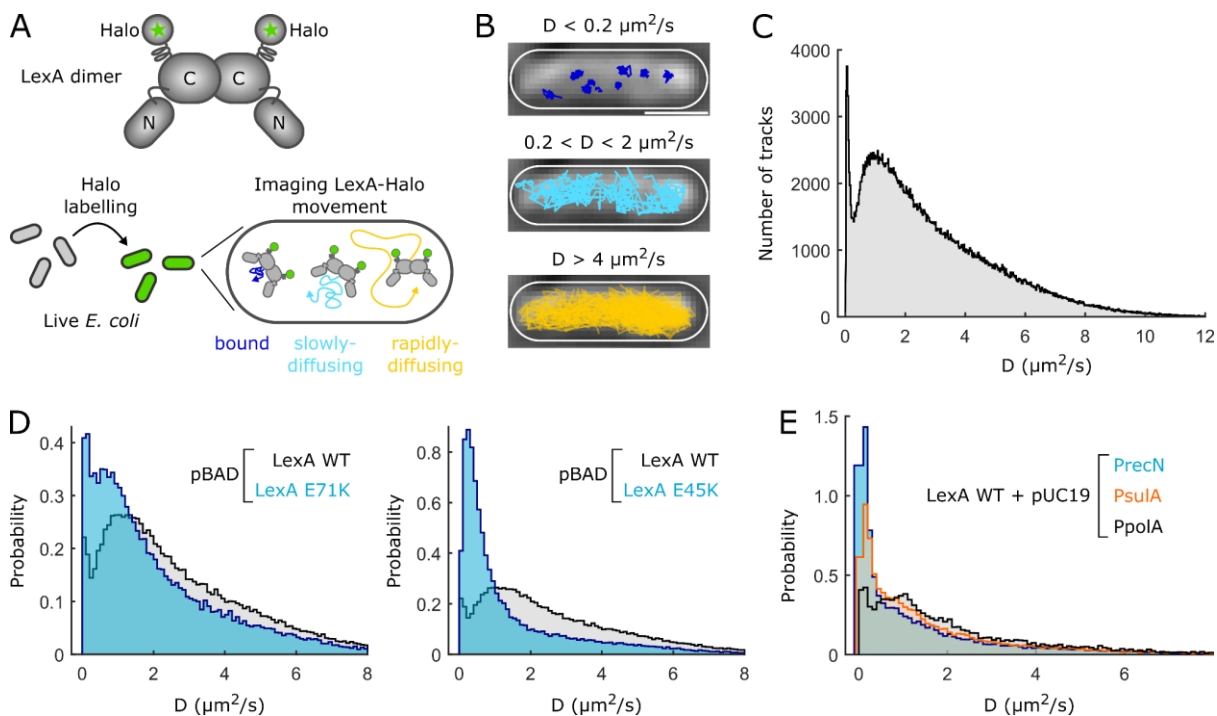 A
Halo
Halo
LexA dimer
C
C
N
N
Halo
labelling
Imaging LexA-Halo
movement
Live E. coli
bound
slowly-
diffusing
rapidly-
diffusing
B
D < 0.2 µm²/s
0.2 < D < 2 µm²/s
D > 4 µm²/s
C
Number of tracks
4000
3000
2000
1000
0
0
2
4
6
8
10
12
D (µm²/s)
D
Probability
0.4
0.3
0.2
0.1
0
0
2
4
6
8
D (µm²/s)
pBAD
LexA WT
LexA E71K
Probability
0.8
0.6
0.4
0.2
0
0
2
4
6
8
D (µm²/s)
pBAD
LexA WT
LexA E45K
E
Probability
1.5
1.0
0.5
0
0
2
4
6
D (µm²/s)
LexA WT + pUC19
PrecN
PsulA
PpolA